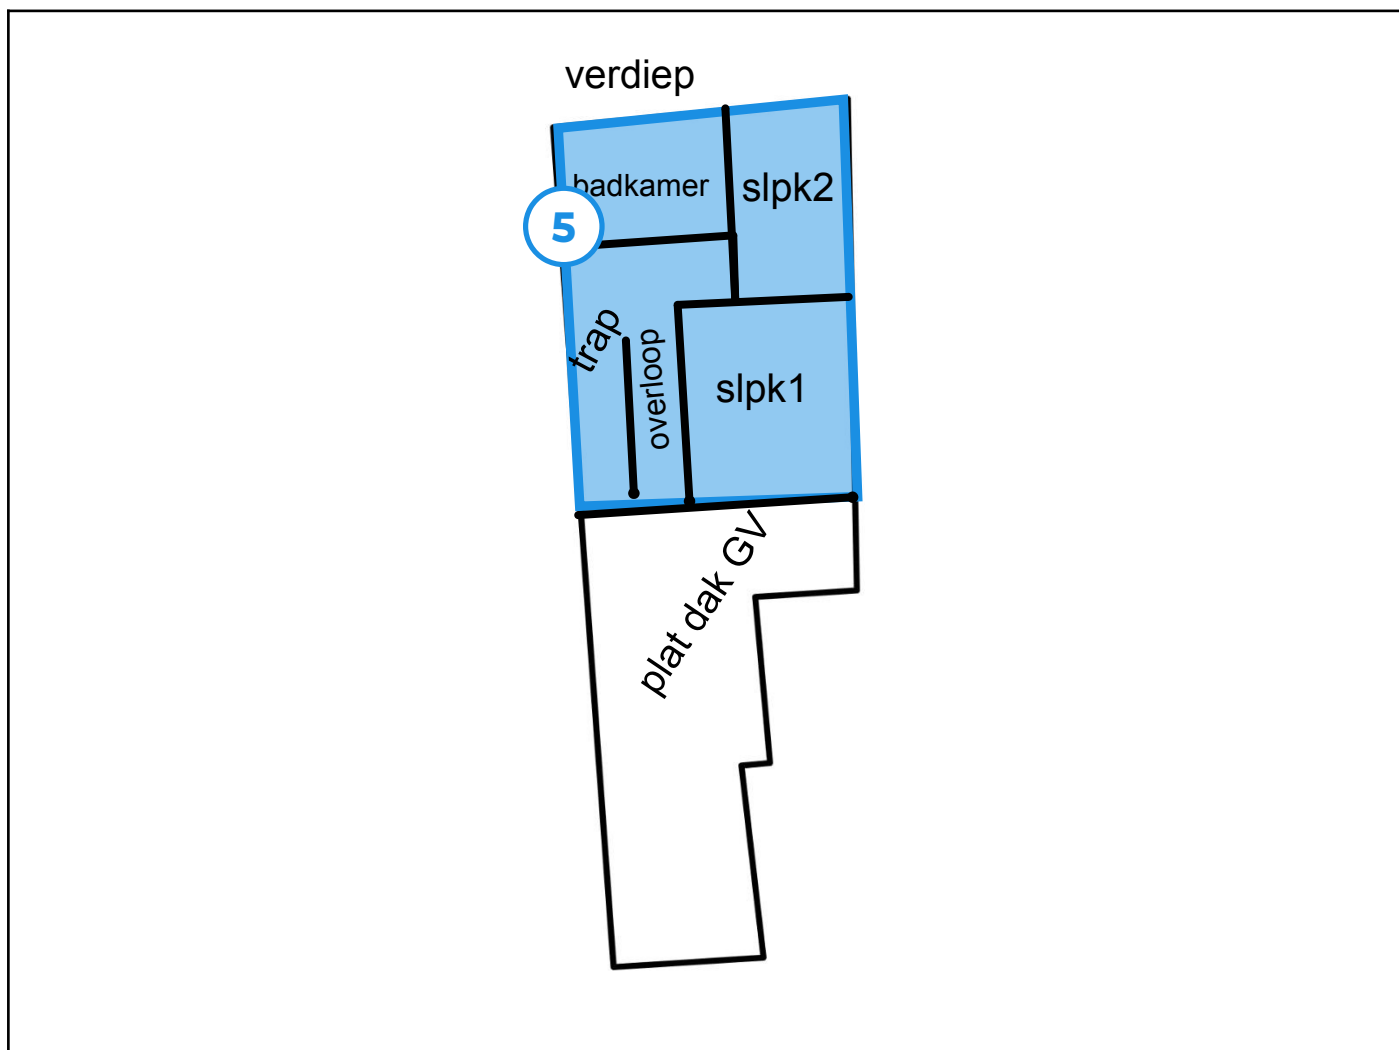 verdiep
badkamer
slpk2
5
trap
overloop
slpk1
plat dak GV